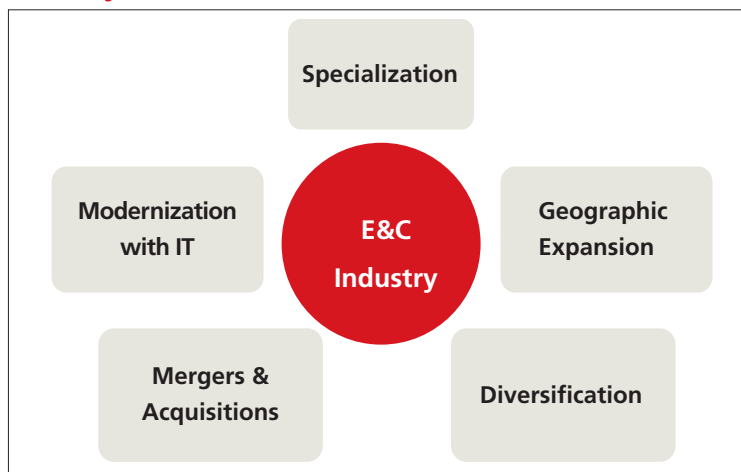 Specialization
Modernization
with IT
E&C
Industry
Geographic
Expansion
Mergers &
Acquisitions
Diversification